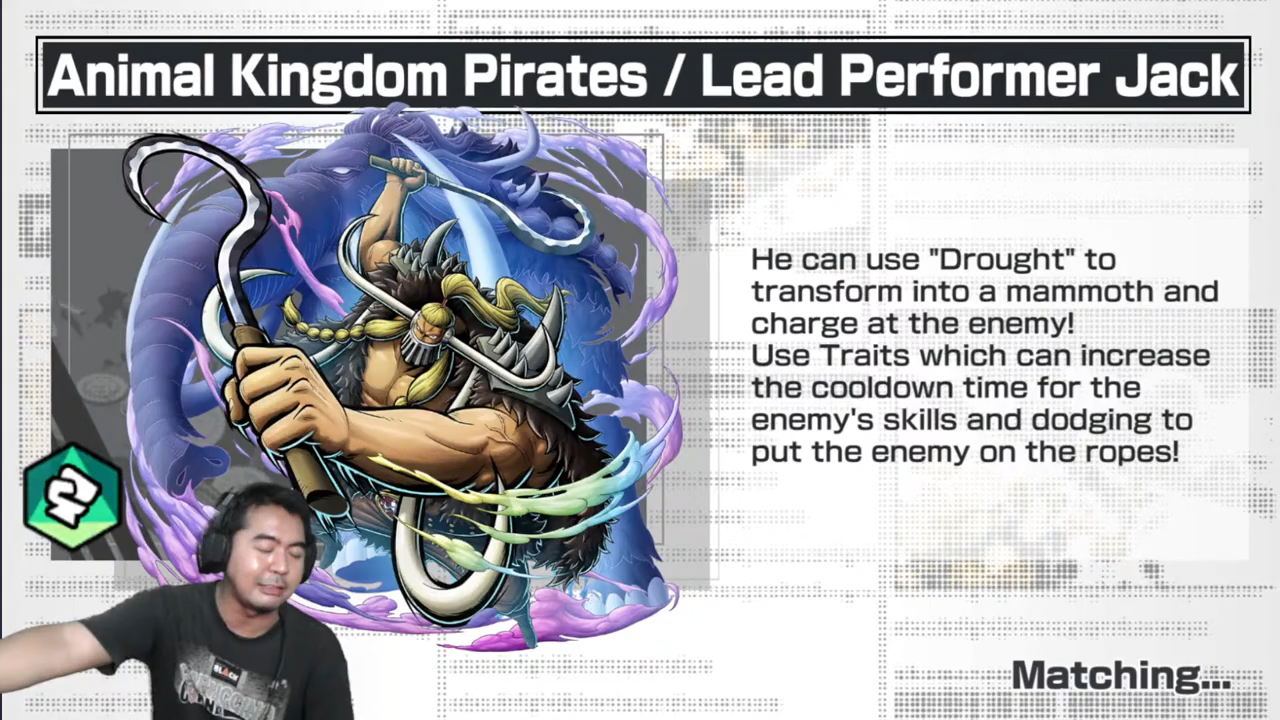 Animal Kingdom Pirates / Lead Performer Jack
He can use "Drought" to
transform into a mammoth and
charge at the enemy!
Use Traits which can increase
the cooldown time for the
enemy's skills and dodging to
put the enemy on the ropes!
BLACK
Matching...